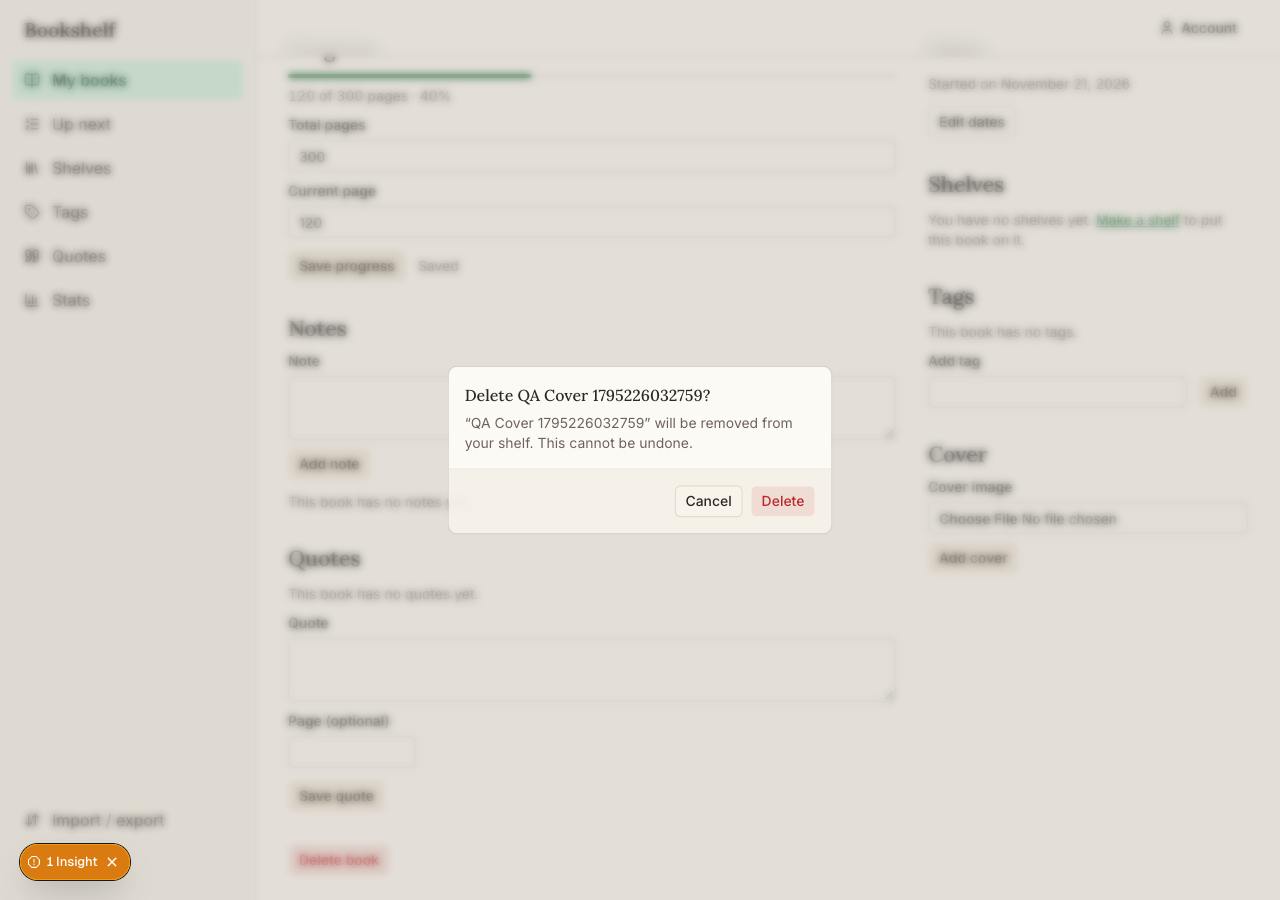 Bookshelf
My books
Up next
Shelves
Tags
Quotes
Stats
Import / export
1 Insight
Account
120 of 300 pages · 40%
Total pages
300
Current page
120
Save progress
Saved
Notes
Note
Add note
This book has no notes
Quotes
This book has no quotes yet.
Quote
Page (optional)
Save quote
Delete book
Started on November 21, 2026
Edit dates
Shelves
You have no shelves yet. Make a shelf to put
this book on it.
Tags
This book has no tags.
Add tag
Add
Cover
Cover image
Choose File No file chosen
Add cover
Delete QA Cover 1795226032759?
“QA Cover 1795226032759” will be removed from
your shelf. This cannot be undone.
Cancel
Delete